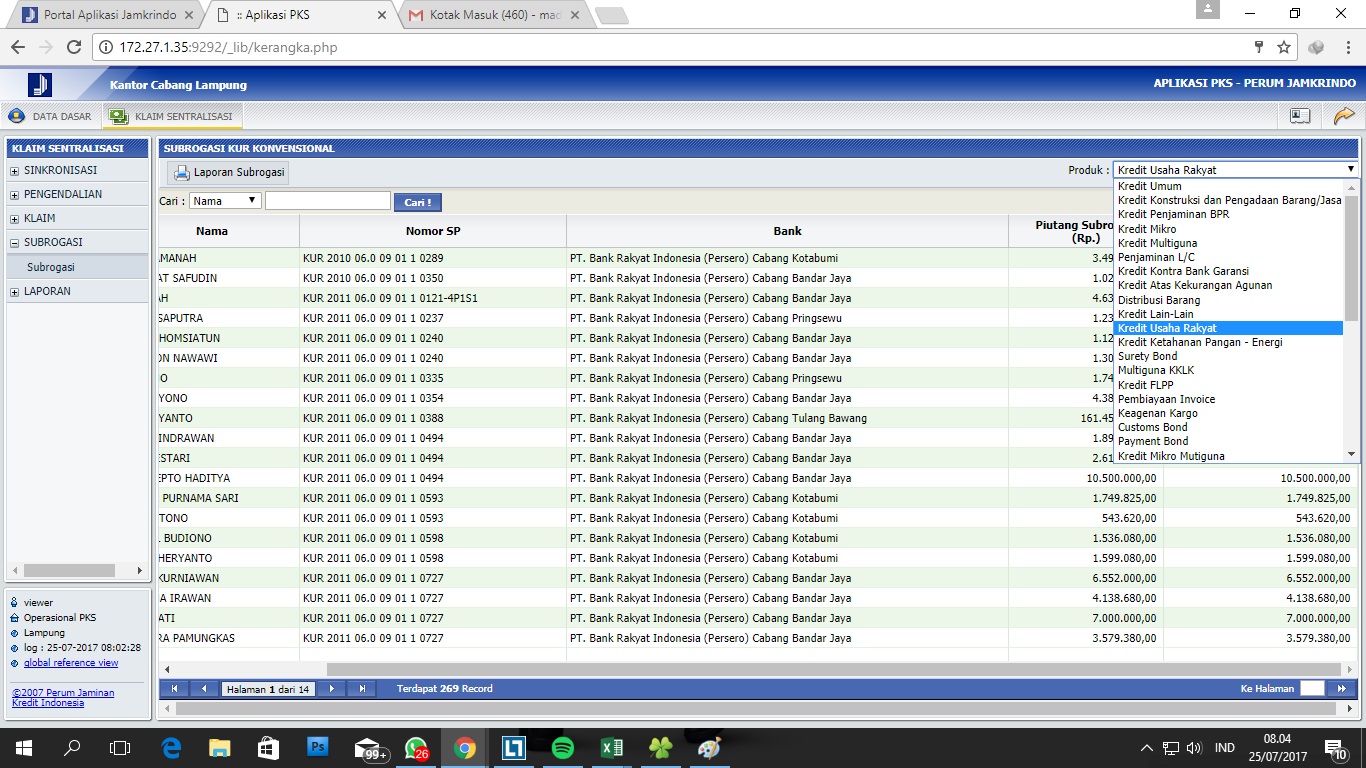 Portal Aplikasi Jamkrindo
:: Aplikasi PKS
Kotak Masuk (460) - mad
172.27.1.35:9292/_lib/kerangka.php
Kantor Cabang Lampung
APLIKASI PKS - PERUM JAMKRINDO
DATA DASAR
KLAIM SENTRALISASI
KLAIM SENTRALISASI
SINKRONISASI
PENGENDALIAN
KLAIM
SUBROGASI
Subrogasi
LAPORAN
viewer
Operasional PKS
Lampung
log : 25-07-2017 08:02:28
global reference view
©2007 Perum Jaminan
Kredit Indonesia
SUBROGASI KUR KONVENSIONAL
Laporan Subrogasi
Produk :
Kredit Usaha Rakyat
Cari :
Nama
Cari !
Kredit Umum
Kredit Konstruksi dan Pengadaan Barang/Jasa
Kredit Penjaminan BPR
Kredit Mikro
Kredit Multiguna
Penjaminan L/C
Kredit Kontra Bank Garansi
Kredit Atas Kekurangan Agunan
Distribusi Barang
Kredit Lain-Lain
Kredit Usaha Rakyat
Kredit Ketahanan Pangan - Energi
Surety Bond
Multiguna KKLK
Kredit FLPP
Pembiayaan Invoice
Keagenan Kargo
Customs Bond
Payment Bond
Kredit Mikro Mutiguna
Nama Nomor SP Bank Piutang Subro
(Rp.)
MANAH KUR 2010 06.0 09 01 1 0289 PT. Bank Rakyat Indonesia (Persero) Cabang Kotabumi 3.49
AT SAFUDIN KUR 2010 06.0 09 01 1 0350 PT. Bank Rakyat Indonesia (Persero) Cabang Bandar Jaya 1.02
AH KUR 2011 06.0 09 01 1 0121-4P1S1 PT. Bank Rakyat Indonesia (Persero) Cabang Bandar Jaya 4.63
SAPUTRA KUR 2011 06.0 09 01 1 0237 PT. Bank Rakyat Indonesia (Persero) Cabang Pringsewu 1.23
HOMSIATUN KUR 2011 06.0 09 01 1 0240 PT. Bank Rakyat Indonesia (Persero) Cabang Bandar Jaya 1.12
ON NAWAWI KUR 2011 06.0 09 01 1 0240 PT. Bank Rakyat Indonesia (Persero) Cabang Bandar Jaya 1.30
O KUR 2011 06.0 09 01 1 0335 PT. Bank Rakyat Indonesia (Persero) Cabang Pringsewu 1.74
YONO KUR 2011 06.0 09 01 1 0354 PT. Bank Rakyat Indonesia (Persero) Cabang Bandar Jaya 4.38
YANTO KUR 2011 06.0 09 01 1 0388 PT. Bank Rakyat Indonesia (Persero) Cabang Tulang Bawang 161.45
INDRAWAN KUR 2011 06.0 09 01 1 0494 PT. Bank Rakyat Indonesia (Persero) Cabang Bandar Jaya 1.89
ESTARI KUR 2011 06.0 09 01 1 0494 PT. Bank Rakyat Indonesia (Persero) Cabang Bandar Jaya 2.61
EPTO HADITYA KUR 2011 06.0 09 01 1 0494 PT. Bank Rakyat Indonesia (Persero) Cabang Bandar Jaya 10.500.000,00 10.500.000,00
PURNAMA SARI KUR 2011 06.0 09 01 1 0593 PT. Bank Rakyat Indonesia (Persero) Cabang Kotabumi 1.749.825,00 1.749.825,00
TONO KUR 2011 06.0 09 01 1 0593 PT. Bank Rakyat Indonesia (Persero) Cabang Kotabumi 543.620,00 543.620,00
BUDIONO KUR 2011 06.0 09 01 1 0598 PT. Bank Rakyat Indonesia (Persero) Cabang Kotabumi 1.536.080,00 1.536.080,00
HERYANTO KUR 2011 06.0 09 01 1 0598 PT. Bank Rakyat Indonesia (Persero) Cabang Kotabumi 1.599.080,00 1.599.080,00
KURNIAWAN KUR 2011 06.0 09 01 1 0727 PT. Bank Rakyat Indonesia (Persero) Cabang Bandar Jaya 6.552.000,00 6.552.000,00
A IRAWAN KUR 2011 06.0 09 01 1 0727 PT. Bank Rakyat Indonesia (Persero) Cabang Bandar Jaya 4.138.680,00 4.138.680,00
ATI KUR 2011 06.0 09 01 1 0727 PT. Bank Rakyat Indonesia (Persero) Cabang Bandar Jaya 7.000.000,00 7.000.000,00
RA PAMUNGKAS KUR 2011 06.0 09 01 1 0727 PT. Bank Rakyat Indonesia (Persero) Cabang Bandar Jaya 3.579.380,00 3.579.380,00
Halaman 1 dari 14
Terdapat 269 Record
Ke Halaman
Ps
99+
26
IND
08.04
25/07/2017
10